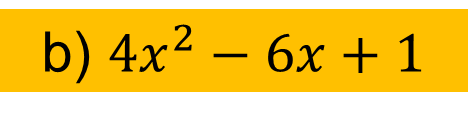 b) 4x² − 6x + 1